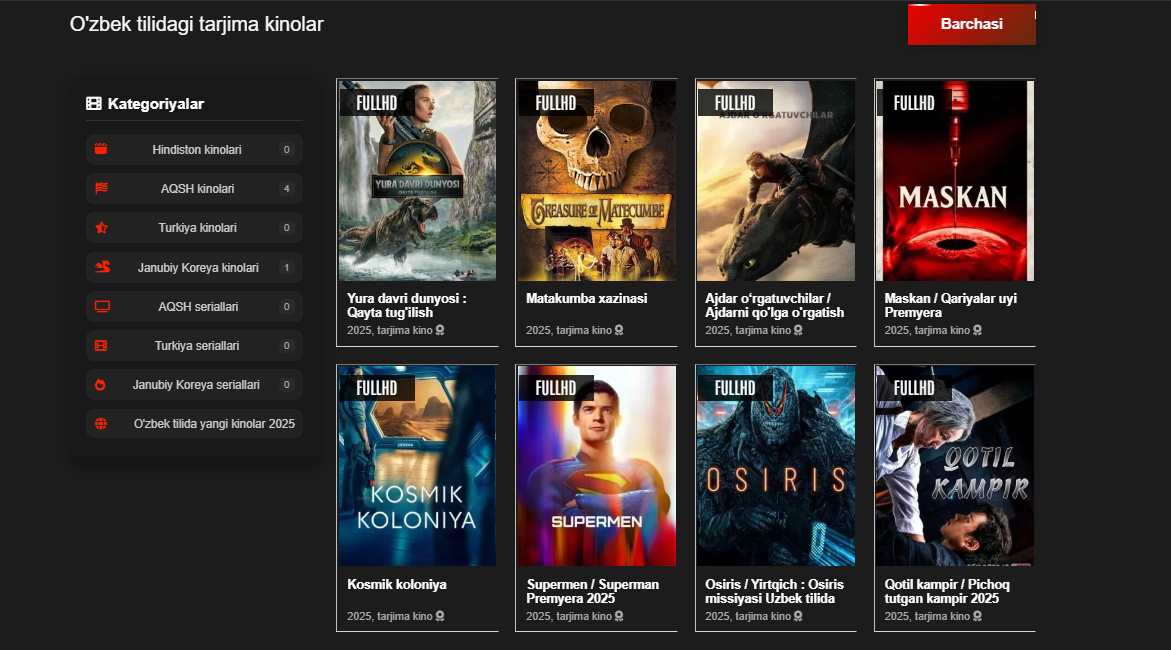 O'zbek tilidagi tarjima kinolar
Barchasi
Kategoriyalar
Hindiston kinolari 0
AQSH kinolari 4
Turkiya kinolari 0
Janubiy Koreya kinolari 1
AQSH seriallari 0
Turkiya seriallari 0
Janubiy Koreya seriallari 0
O'zbek tilida yangi kinolar 2025
FULLHD
YURA DAVRI DUNYOSI
QAYTA TUG'ILISH
Yura davri dunyosi :
Qayta tug'ilish
2025, tarjima kino
FULLHD
TREASURE OF MATECUMBE
Matakumba xazinasi
2025, tarjima kino
FULLHD
AJDAR O'RGATUVCHILAR
Ajdar oʻrgatuvchilar /
Ajdarni qo'lga o'rgatish
2025, tarjima kino
FULLHD
MASKAN
Maskan / Qariyalar uyi
Premyera
2025, tarjima kino
FULLHD
KOSMIK
KOLONIYA
Kosmik koloniya
2025, tarjima kino
FULLHD
SUPERMEN
Supermen / Superman
Premyera 2025
2025, tarjima kino
FULLHD
OSIRIS
Osiris / Yirtqich : Osiris
missiyasi Uzbek tilida
2025, tarjima kino
FULLHD
QOTIL
KAMPIR
Qotil kampir / Pichoq
tutgan kampir 2025
2025, tarjima kino